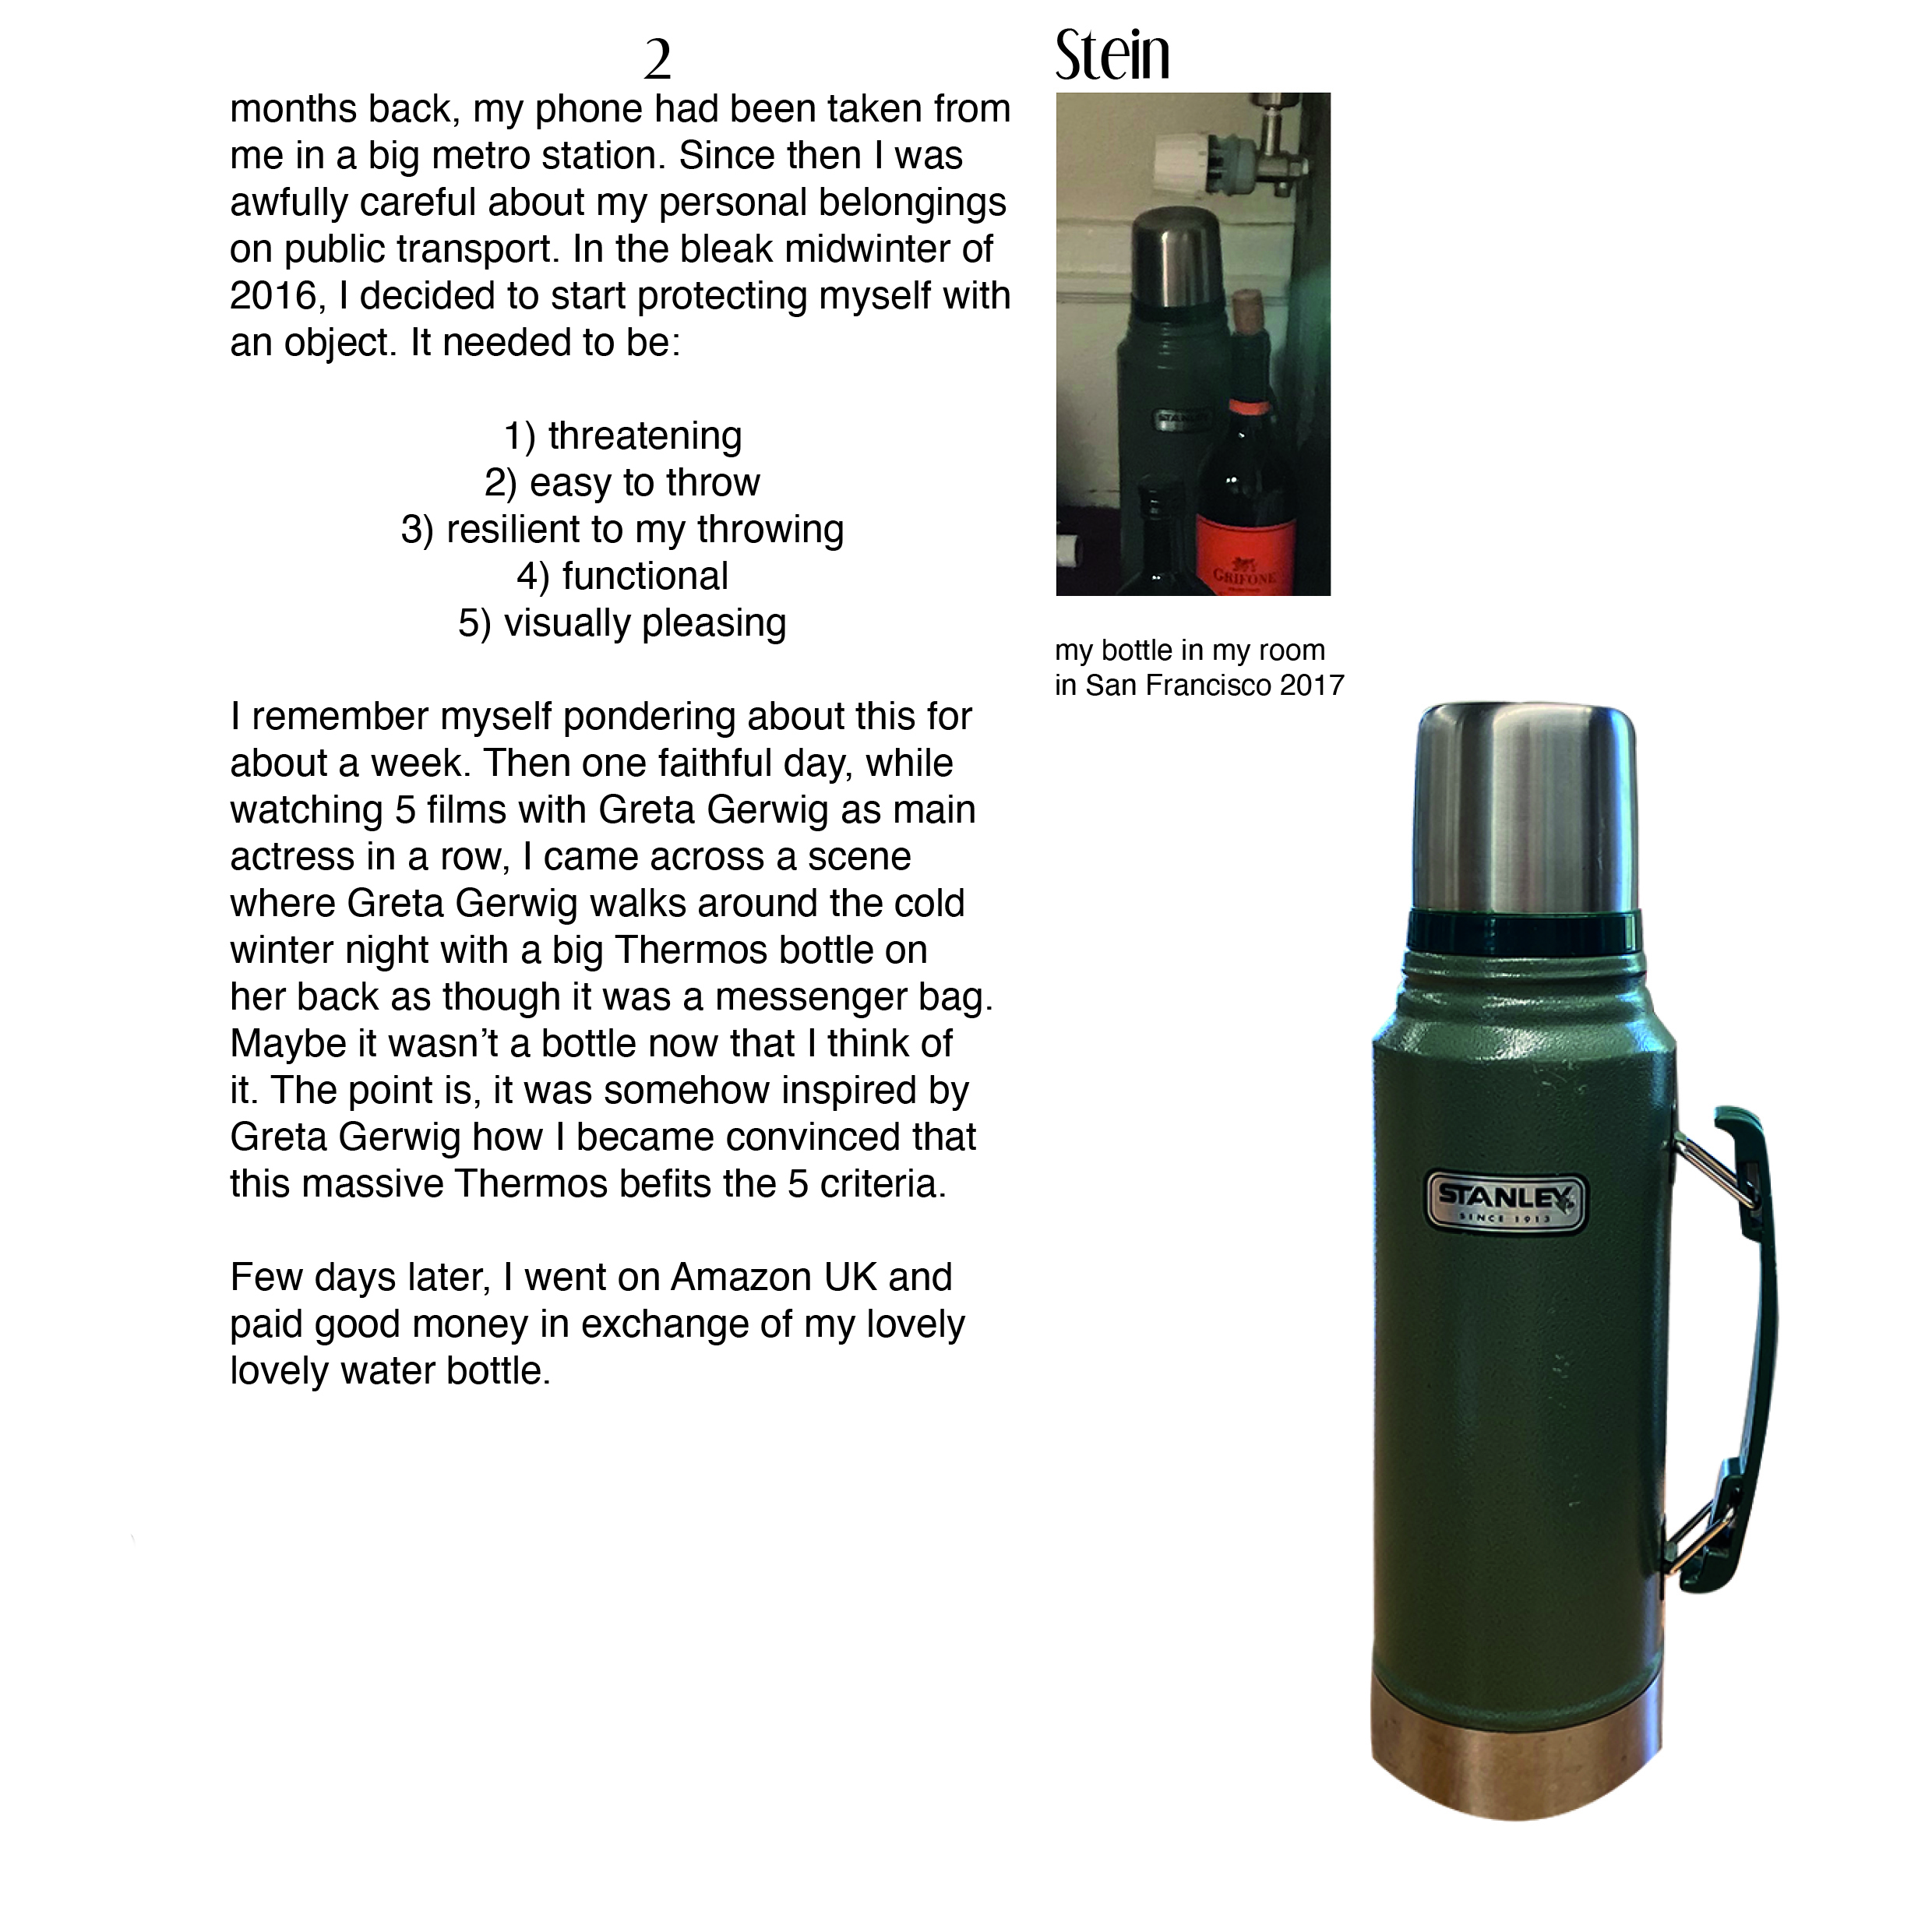 2
months back, my phone had been taken from
me in a big metro station. Since then I was
awfully careful about my personal belongings
on public transport. In the bleak midwinter of
2016, I decided to start protecting myself with
an object. It needed to be:
1) threatening
2) easy to throw
3) resilient to my throwing
4) functional
5) visually pleasing
I remember myself pondering about this for
about a week. Then one faithful day, while
watching 5 films with Greta Gerwig as main
actress in a row, I came across a scene
where Greta Gerwig walks around the cold
winter night with a big Thermos bottle on
her back as though it was a messenger bag.
Maybe it wasn’t a bottle now that I think of
it. The point is, it was somehow inspired by
Greta Gerwig how I became convinced that
this massive Thermos befits the 5 criteria.
Few days later, I went on Amazon UK and
paid good money in exchange of my lovely
lovely water bottle.
Stein
STANLEY
GRIFONE
my bottle in my room
in San Francisco 2017
STANLEY
SINCE 1913